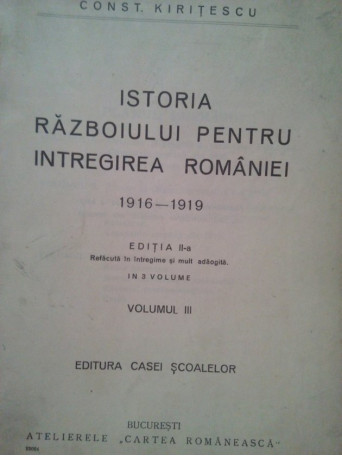 CONST. KIRIȚESCU
ISTORIA
RĂZBOIULUI PENTRU
INTREGIREA ROMÂNIEI
1916—1919
EDIȚIA II-a
Refăcută în întregime și mult adăogită.
IN 3 VOLUME
VOLUMUL III
EDITURA CASEI ȘCOALELOR
BUCUREȘTI
ATELIERELE „CARTEA ROMÂNEASCĂ“